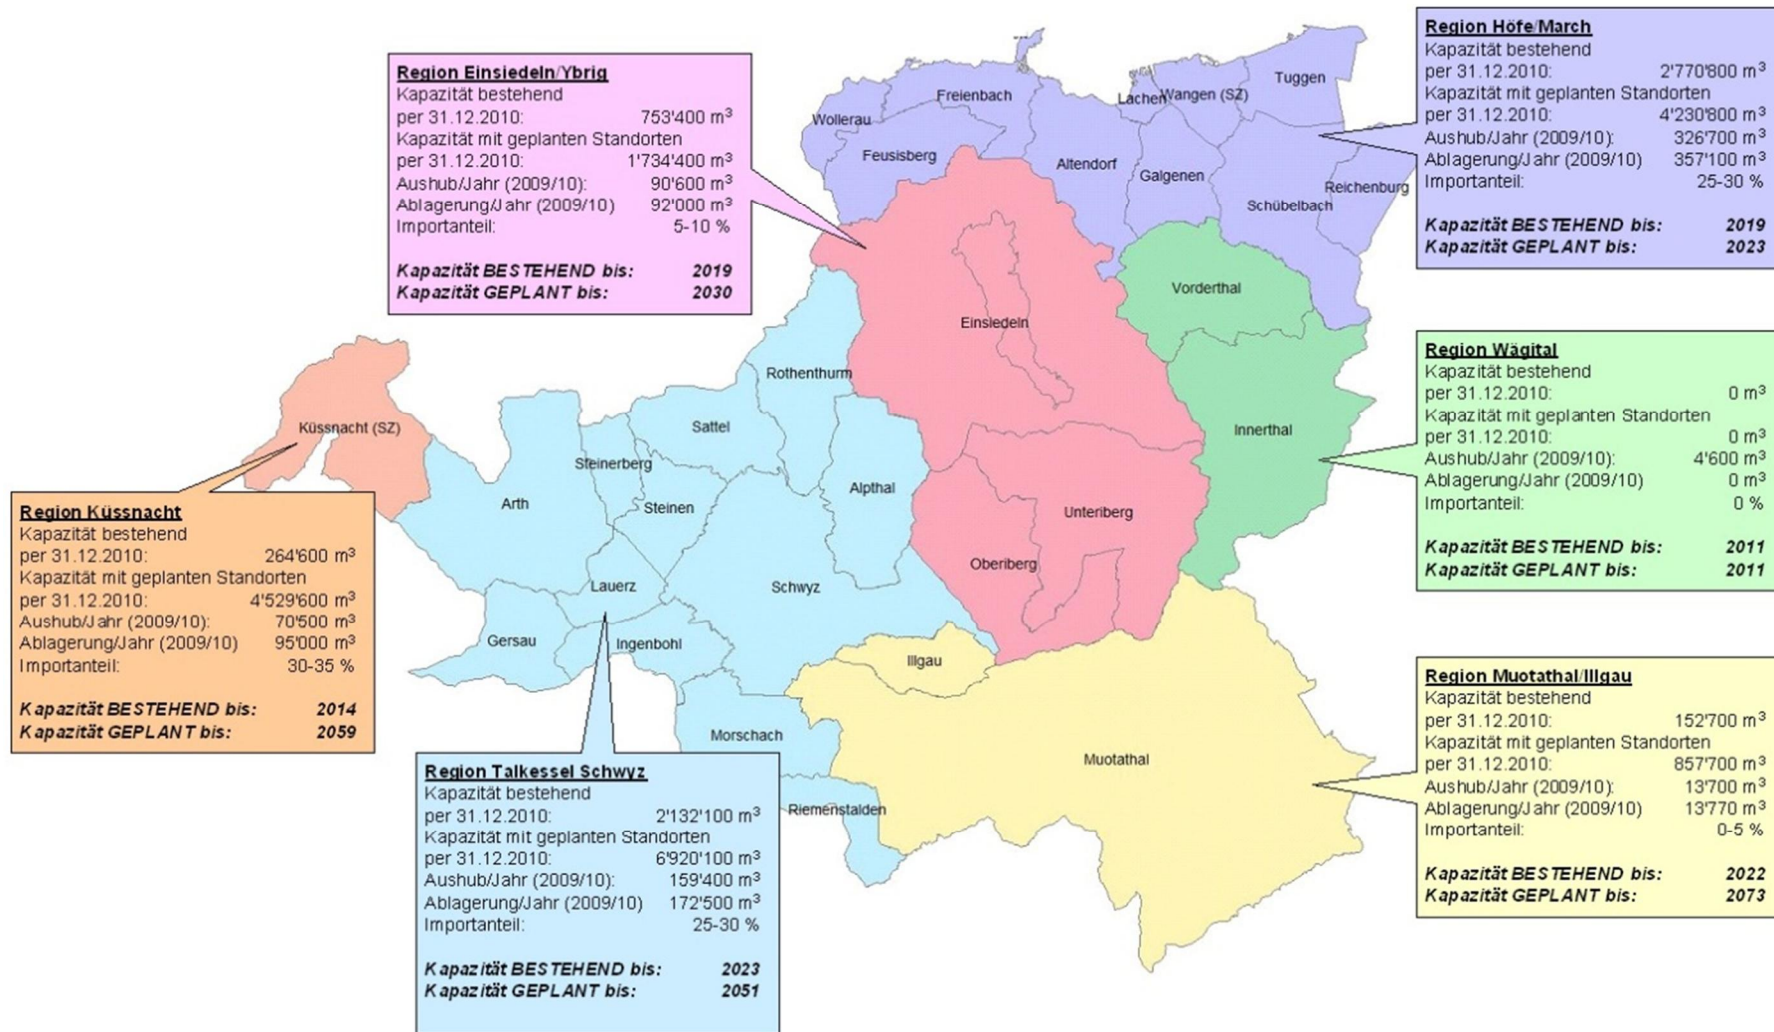 Region Einsiedeln/Ybrig
Kapazität bestehend
per 31.12.2010: 753'400 m³
Kapazität mit geplanten Standorten
per 31.12.2010: 1'734'400 m³
Aushub/Jahr (2009/10): 90'600 m³
Ablagerung/Jahr (2009/10) 92'000 m³
Importanteil: 5-10 %
Kapazität BESTEHEND bis: 2019
Kapazität GEPLANT bis: 2030
Region Höfe/March
Kapazität bestehend
per 31.12.2010: 2'770'800 m³
Kapazität mit geplanten Standorten
per 31.12.2010: 4'230'800 m³
Aushub/Jahr (2009/10): 326'700 m³
Ablagerung/Jahr (2009/10) 357'100 m³
Importanteil: 25-30 %
Kapazität BESTEHEND bis: 2019
Kapazität GEPLANT bis: 2023
Tuggen
Freienbach
Lachen
Wangen (SZ)
Wollerau
Feusisberg
Altendorf
Galgenen
Reichenburg
Schübelbach
Vorderthal
Einsiedeln
Rothenthurm
Küssnacht (SZ)
Sattel
Innerthal
Steinerberg
Alpthal
Arth
Steinen
Unteriberg
Oberiberg
Lauerz
Schwyz
Gersau
Ingenbohl
Illgau
Morschach
Muotathal
Riemenstalden
Region Wägital
Kapazität bestehend
per 31.12.2010: 0 m³
Kapazität mit geplanten Standorten
per 31.12.2010: 0 m³
Aushub/Jahr (2009/10): 4'600 m³
Ablagerung/Jahr (2009/10) 0 m³
Importanteil: 0 %
Kapazität BESTEHEND bis: 2011
Kapazität GEPLANT bis: 2011
Region Küssnacht
Kapazität bestehend
per 31.12.2010: 264'600 m³
Kapazität mit geplanten Standorten
per 31.12.2010: 4'529'600 m³
Aushub/Jahr (2009/10): 70'500 m³
Ablagerung/Jahr (2009/10) 95'000 m³
Importanteil: 30-35 %
Kapazität BESTEHEND bis: 2014
Kapazität GEPLANT bis: 2059
Region Muotathal/Illgau
Kapazität bestehend
per 31.12.2010: 152'700 m³
Kapazität mit geplanten Standorten
per 31.12.2010: 857'700 m³
Aushub/Jahr (2009/10): 13'700 m³
Ablagerung/Jahr (2009/10) 13'770 m³
Importanteil: 0-5 %
Kapazität BESTEHEND bis: 2022
Kapazität GEPLANT bis: 2073
Region Talkessel Schwyz
Kapazität bestehend
per 31.12.2010: 2'132'100 m³
Kapazität mit geplanten Standorten
per 31.12.2010: 6'920'100 m³
Aushub/Jahr (2009/10): 159'400 m³
Ablagerung/Jahr (2009/10) 172'500 m³
Importanteil: 25-30 %
Kapazität BESTEHEND bis: 2023
Kapazität GEPLANT bis: 2051